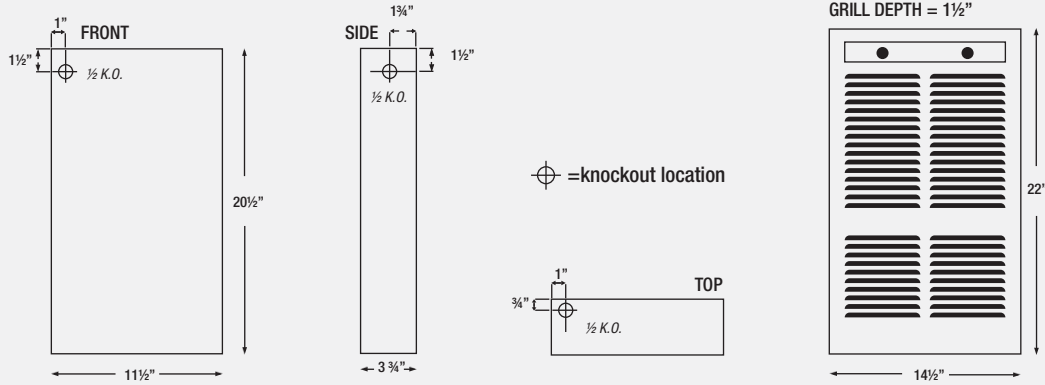 1"
FRONT
1½"
½ K.O.
20½"
11½"
1¾"
SIDE
1½"
½ K.O.
3 ¾"
=knockout location
1"
TOP
¾"
½ K.O.
GRILL DEPTH = 1½"
22"
14½"